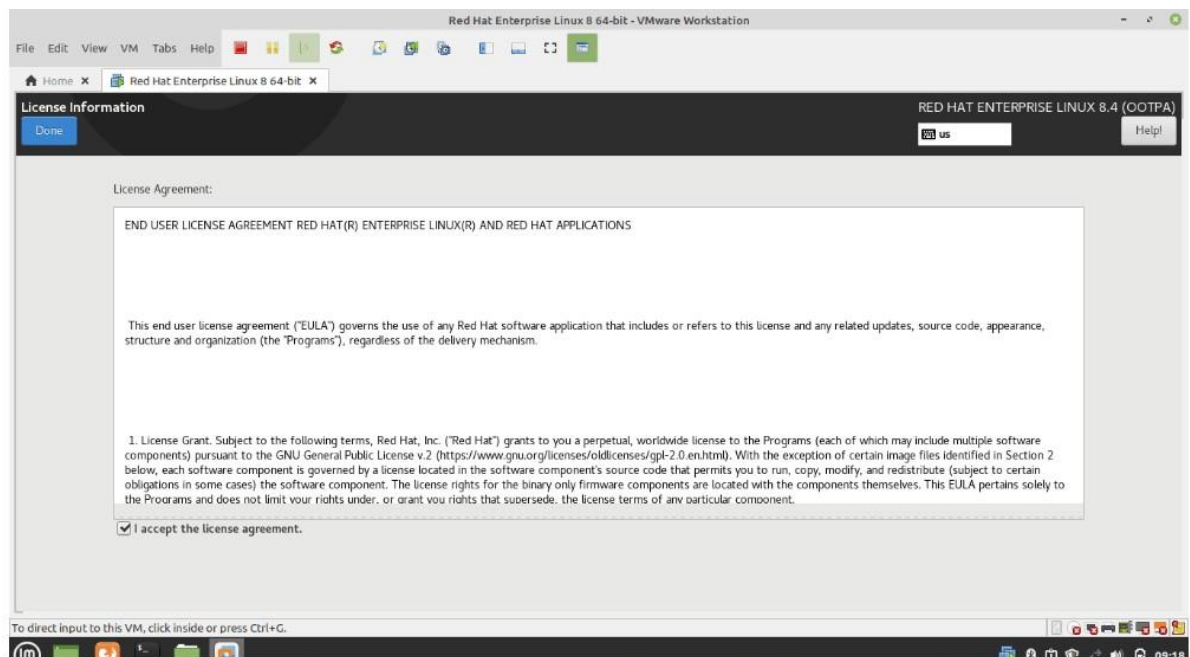 Red Hat Enterprise Linux 8 64-bit - VMware Workstation
File Edit View VM Tabs Help
Home Red Hat Enterprise Linux 8 64-bit
License Information
RED HAT ENTERPRISE LINUX 8.4 (OOTPA)
Done
us
Help!
License Agreement:
END USER LICENSE AGREEMENT RED HAT(R) ENTERPRISE LINUX(R) AND RED HAT APPLICATIONS
This end user license agreement ("EULA") governs the use of any Red Hat software application that includes or refers to this license and any related updates, source code, appearance,
structure and organization (the "Programs"), regardless of the delivery mechanism.
1. License Grant. Subject to the following terms, Red Hat, Inc. ("Red Hat") grants to you a perpetual, worldwide license to the Programs (each of which may include multiple software
components) pursuant to the GNU General Public License v.2 (https://www.gnu.org/licenses/oldlicenses/gpl-2.0.en.html). With the exception of certain image files identified in Section 2
below, each software component is governed by a license located in the software component's source code that permits you to run, copy, modify, and redistribute (subject to certain
obligations in some cases) the software component. The license rights for the binary only firmware components are located with the components themselves. This EULA pertains solely to
the Programs and does not limit your rights under, or grant you rights that supersede, the license terms of any particular component.
I accept the license agreement.
To direct input to this VM, click inside or press Ctrl+G.
09:18